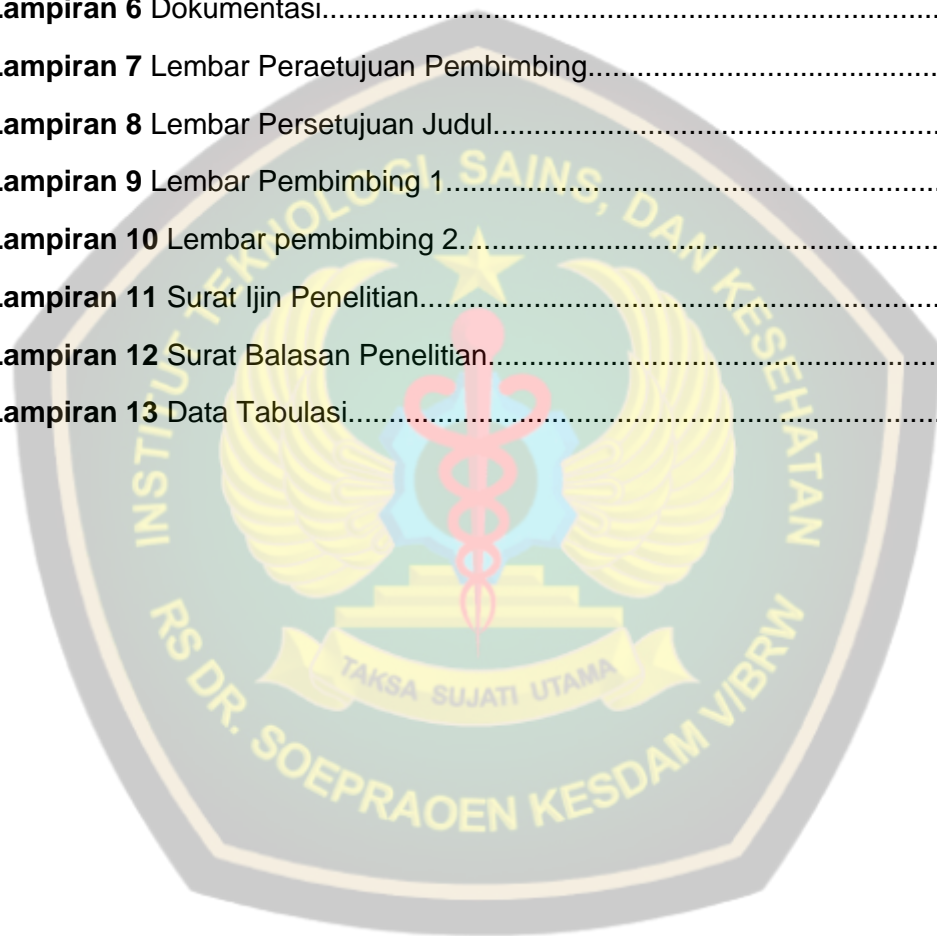 Lampiran 6 Dokumentasi
Lampiran 7 Lembar Peraetujuan Pembimbing
Lampiran 8 Lembar Persetujuan Judul
Lampiran 9 Lembar Pembimbing 1
Lampiran 10 Lembar pembimbing 2
Lampiran 11 Surat Ijin Penelitian
Lampiran 12 Surat Balasan Penelitian
Lampiran 13 Data Tabulasi
INSTITUT TEKNOLOGI, SAINS, DAN KESEHATAN
TAKSA SUJATI UTAMA
RS DR. SOEPRAOEN KESDAM V/BRW